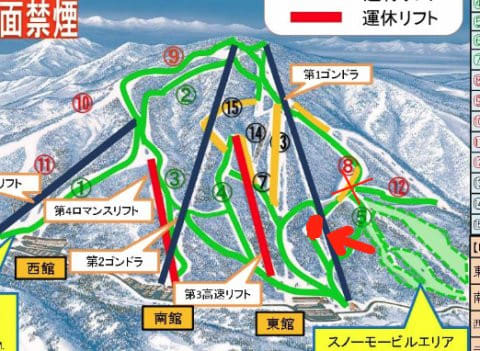 面禁煙
運休リフト
第1ゴンドラ
⑨
②
⑩
⑮
⑭
③
⑪
リフト
①
③
④
⑦
⑧
⑫
⑤
第4ロマンスリフト
第2ゴンドラ
第3高速リフト
西館
南館
東館
スノーモービルエリア